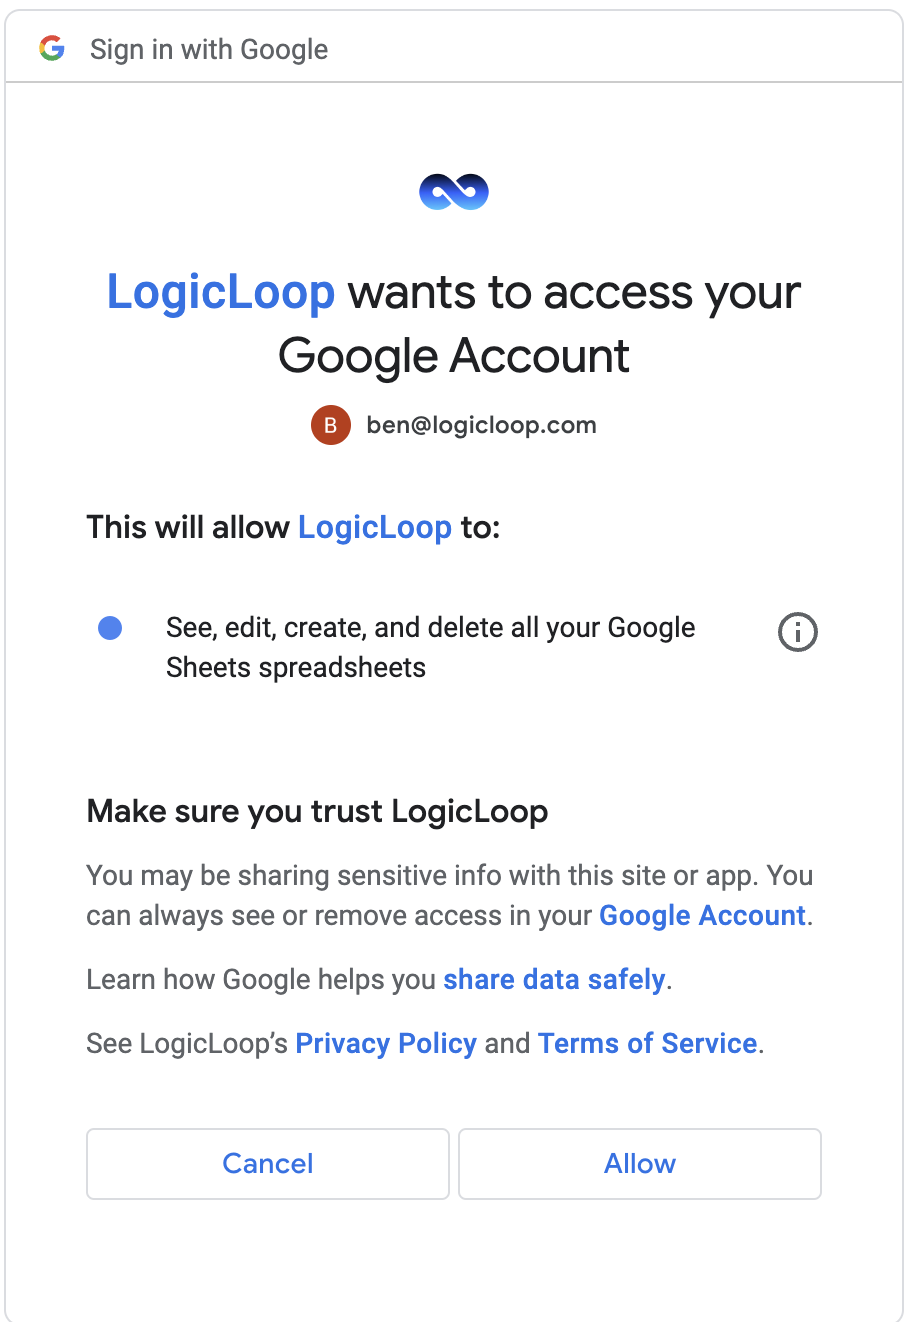 Sign in with Google
LogicLoop wants to access your
Google Account
B ben@logicloop.com
This will allow LogicLoop to:
See, edit, create, and delete all your Google
Sheets spreadsheets
Make sure you trust LogicLoop
You may be sharing sensitive info with this site or app. You
can always see or remove access in your Google Account.
Learn how Google helps you share data safely.
See LogicLoop’s Privacy Policy and Terms of Service.
Cancel Allow